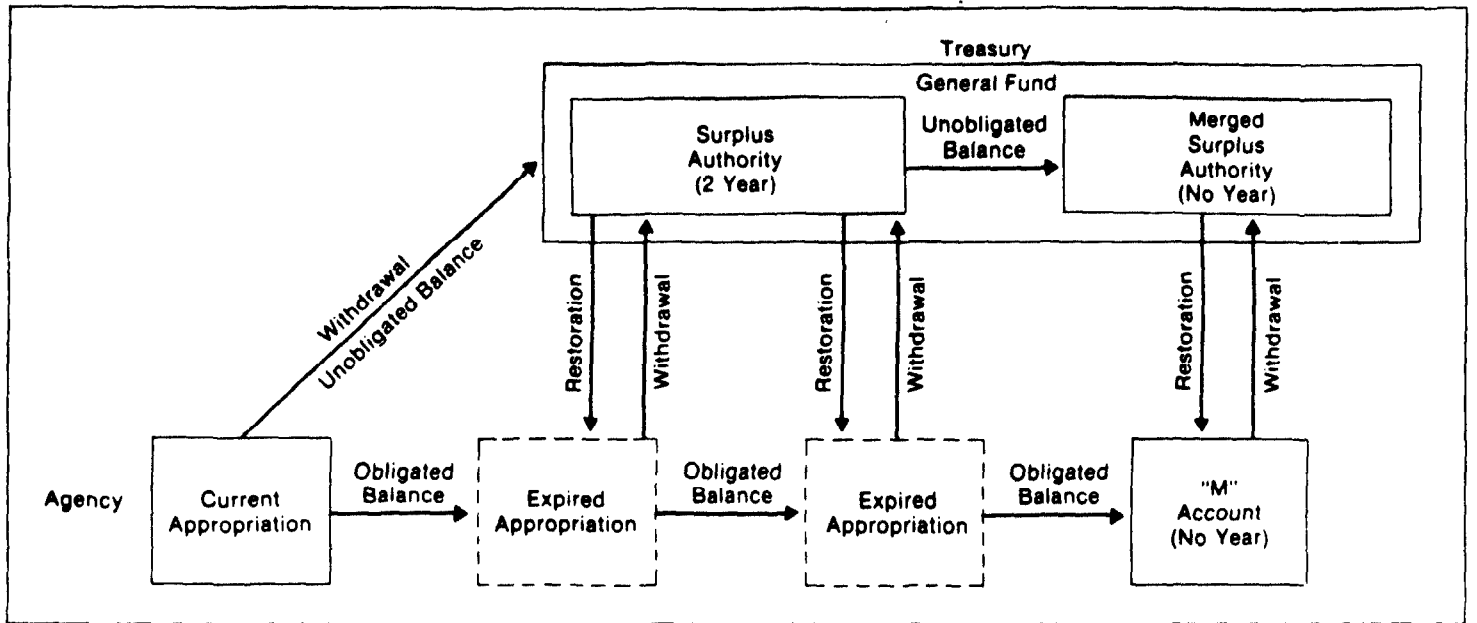 Treasury
General Fund
Surplus
Authority
(2 Year)
Unobligated
Balance
Merged
Surplus
Authority
(No Year)
Withdrawal
Unobligated Balance
Restoration
Withdrawal
Restoration
Withdrawal
Restoration
Withdrawal
Agency
Current
Appropriation
Obligated
Balance
Expired
Appropriation
Obligated
Balance
Expired
Appropriation
Obligated
Balance
"M"
Account
(No Year)